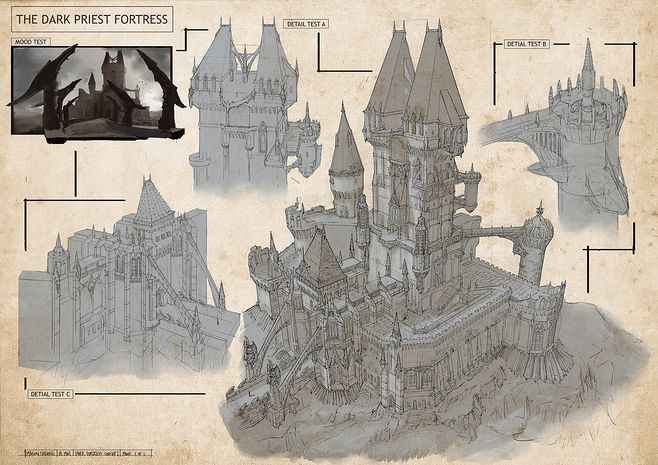 THE DARK PRIEST FORTRESS
MOOD TEST
DETAIL TEST A
DETIAL TEST B
DETIAL TEST C